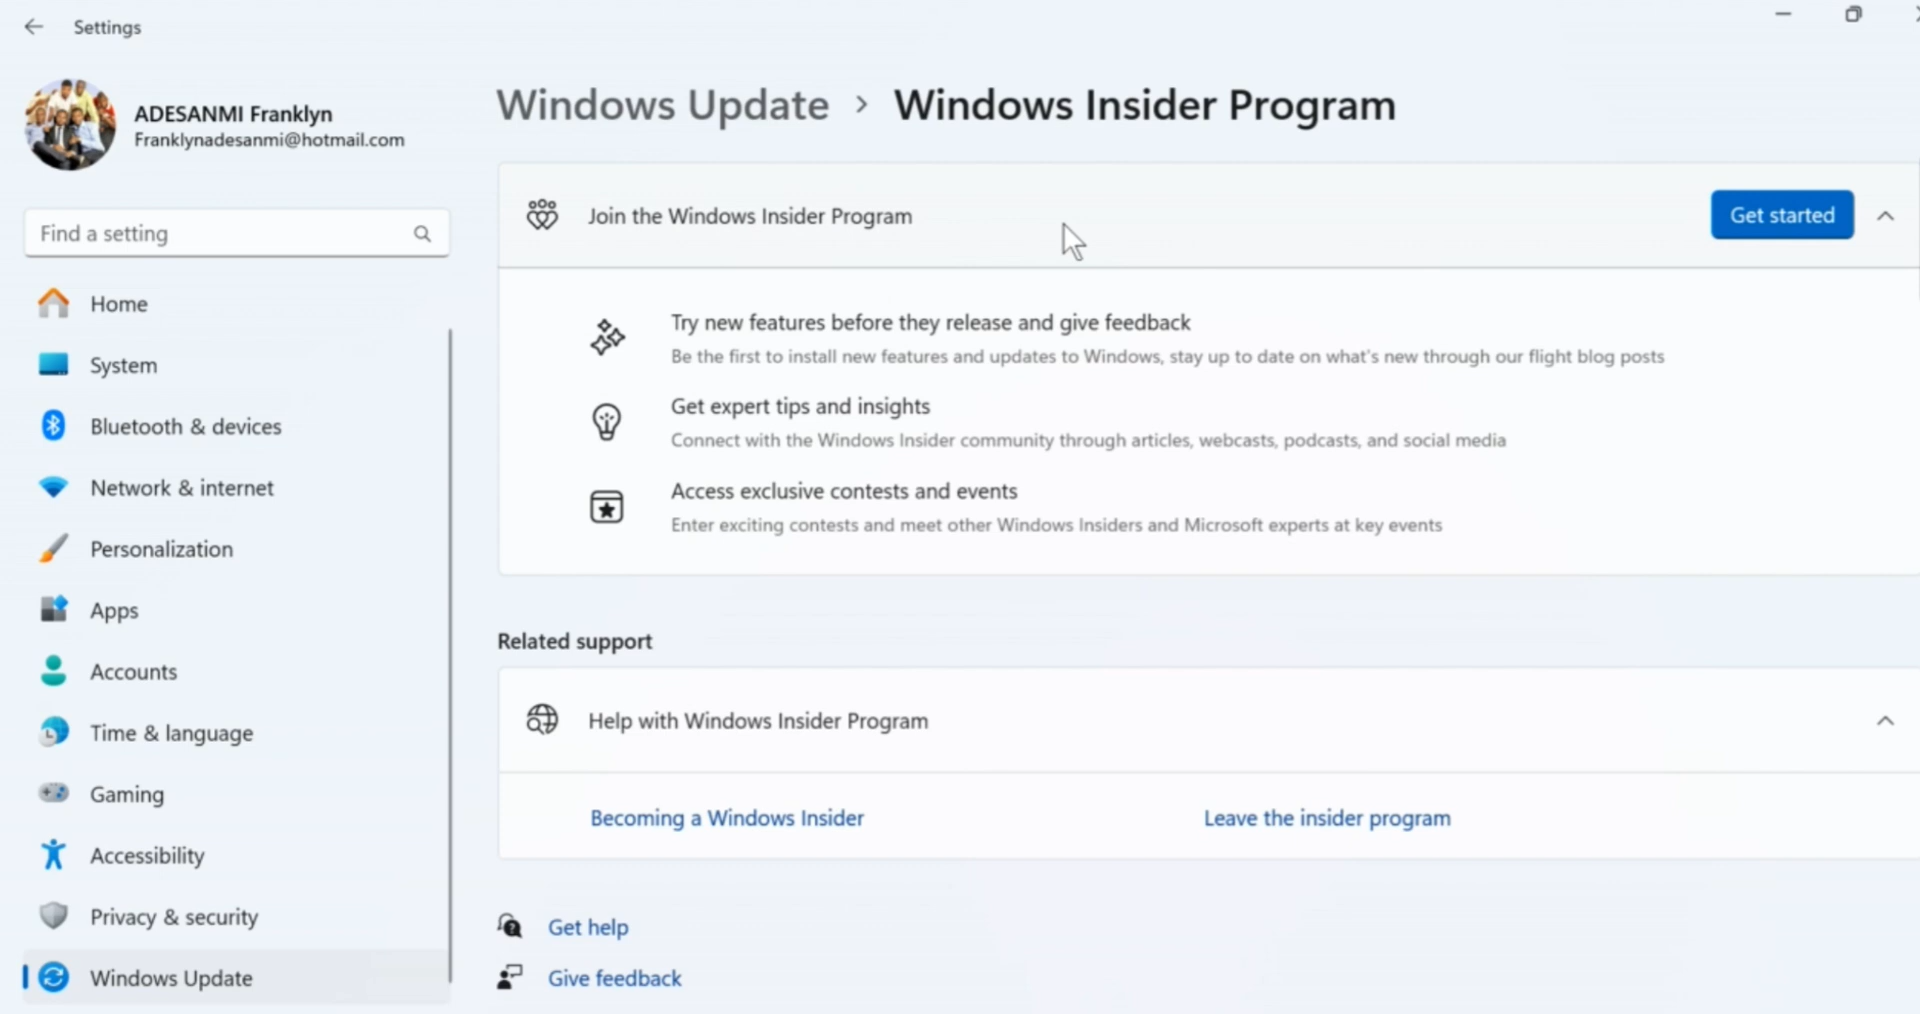 Settings
ADESANMI Franklyn
Franklynadesanmi@hotmail.com
Find a setting
Home
System
Bluetooth & devices
Network & internet
Personalization
Apps
Accounts
Time & language
Gaming
Accessibility
Privacy & security
Windows Update
Windows Update > Windows Insider Program
Join the Windows Insider Program
Get started
Try new features before they release and give feedback
Be the first to install new features and updates to Windows, stay up to date on what's new through our flight blog posts
Get expert tips and insights
Connect with the Windows Insider community through articles, webcasts, podcasts, and social media
Access exclusive contests and events
Enter exciting contests and meet other Windows Insiders and Microsoft experts at key events
Related support
Help with Windows Insider Program
Becoming a Windows Insider
Leave the insider program
Get help
Give feedback